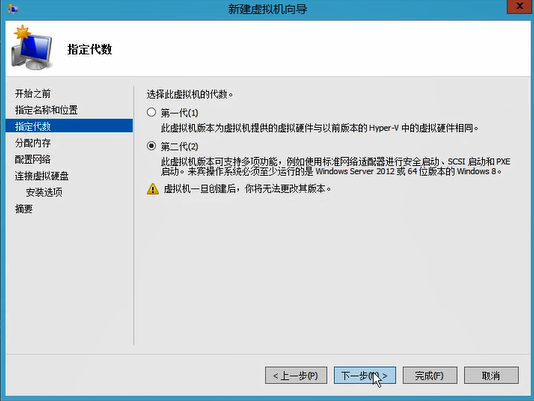 新建虚拟机向导
x
指定代数
开始之前
指定名称和位置
指定代数
分配内存
配置网络
连接虚拟硬盘
安装选项
摘要
选择此虚拟机的代数。
第一代(1)
此虚拟机版本为虚拟机提供的虚拟硬件与以前版本的 Hyper-V 中的虚拟硬件相同。
第二代(2)
此虚拟机版本可支持多项功能，例如使用标准网络适配器进行安全启动、SCSI 启动和 PXE
启动。来宾操作系统必须至少运行的是 Windows Server 2012 或 64 位版本的 Windows 8。
虚拟机一旦创建后，你将无法更改其版本。
< 上一步(P)
下一步(N) >
完成(F)
取消